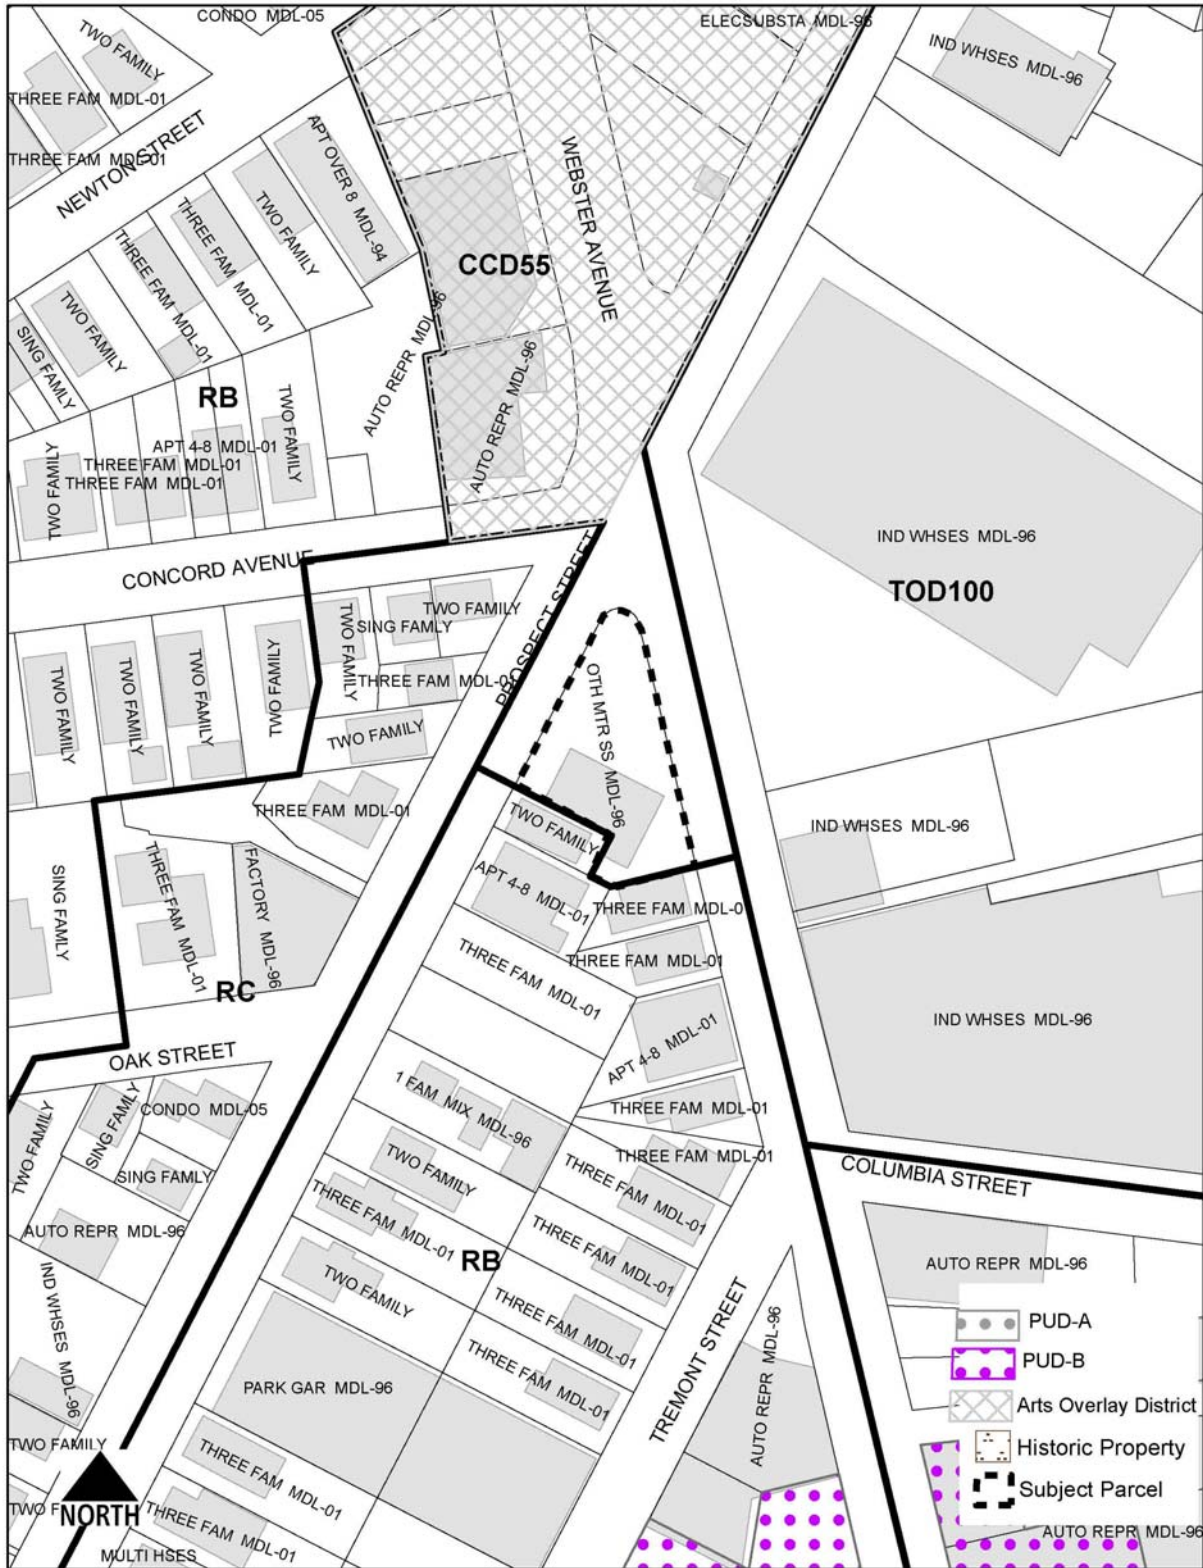 CONDO MDL-05
ELECSUBSTA MDL-96
TWO FAMILY
IND WHSES MDL-96
THREE FAM MDL-01
THREE FAM MDL-01
NEWTON STREET
APT OVER 8 MDL-94
TWO FAMILY
THREE FAM MDL-01
THREE FAM MDL-01
TWO FAMILY
SING FAMLY
WEBSTER AVENUE
CCD55
AUTO REPR MDL-96
AUTO REPR MDL-96
RB
TWO FAMILY
APT 4-8 MDL-01
THREE FAM MDL-01
THREE FAM MDL-01
TWO FAMILY
IND WHSES MDL-96
TOD100
CONCORD AVENUE
PROSPECT STREET
TWO FAMILY
SING FAMLY
TWO FAMILY
THREE FAM MDL-01
TWO FAMILY
TWO FAMILY
TWO FAMILY
TWO FAMILY
TWO FAMILY
OTH MTR SS MDL-96
THREE FAM MDL-01
TWO FAMILY
IND WHSES MDL-96
SING FAMLY
THREE FAM MDL-01
FACTORY MDL-96
APT 4-8 MDL-01
THREE FAM MDL-0
THREE FAM MDL-01
THREE FAM MDL-01
RC
IND WHSES MDL-96
OAK STREET
APT 4-8 MDL-01
1 FAM MIX MDL-96
THREE FAM MDL-01
THREE FAM MDL-01
TWO FAMILY
SING FAMLY
CONDO MDL-05
SING FAMLY
COLUMBIA STREET
TWO FAMILY
THREE FAM MDL-01
THREE FAM MDL-01
THREE FAM MDL-01
AUTO REPR MDL-96
RB
AUTO REPR MDL-96
IND WHSES MDL-96
TWO FAMILY
THREE FAM MDL-01
THREE FAM MDL-01
TREMONT STREET
AUTO REPR MDL-96
PARK GAR MDL-96
TWO FAMILY
THREE FAM MDL-01
TWO F
NORTH
THREE FAM MDL-01
MULTI HSES
PUD-A
PUD-B
Arts Overlay District
Historic Property
Subject Parcel
AUTO REPR MDL-96